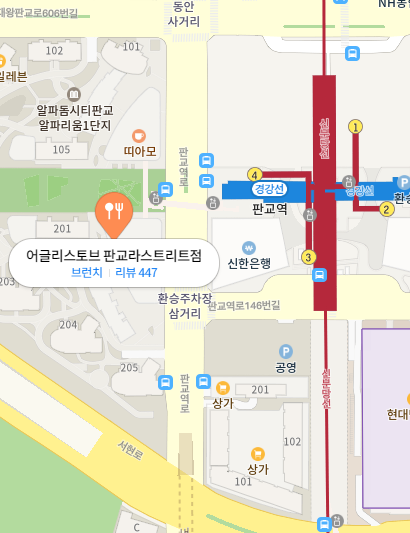 대왕판교로606번길
동안
사거리
NH농
102
101
일레븐
알파돔시티판교
알파리움1단지
띠아모
105
판교역로
신분당선
1
4
경강선
경강선
판교역
2
환승
201
어글리스토브 판교라스트리트점
브런치 | 리뷰 447
신한은행
3
203
환승주차장
삼거리
판교역로146번길
204
205
공영
P
P
판교역로
상가
201
신분당선
현대
102
상가
101
서현로
C